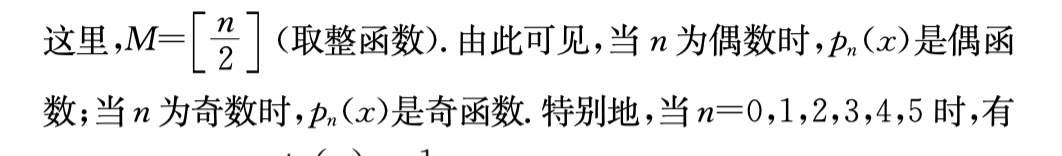 这里,M=[n/2](取整函数).由此可见,当 n 为偶数时,pₙ(x)是偶函
数;当 n 为奇数时,pₙ(x)是奇函数.特别地,当 n=0,1,2,3,4,5 时,有